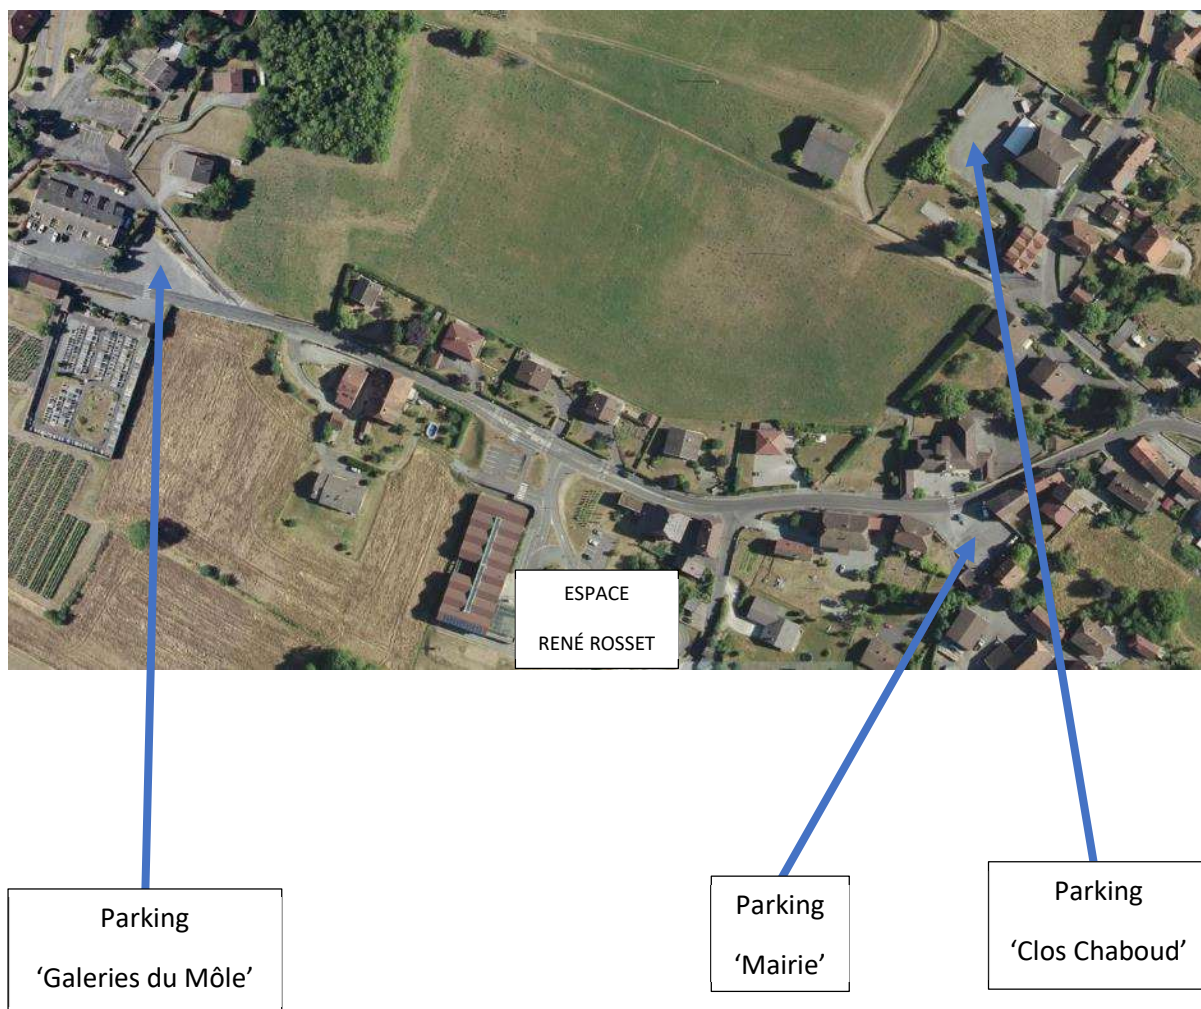 ESPACE
RENÉ ROSSET
Parking
‘Galeries du Môle’
Parking
‘Mairie’
Parking
‘Clos Chaboud’